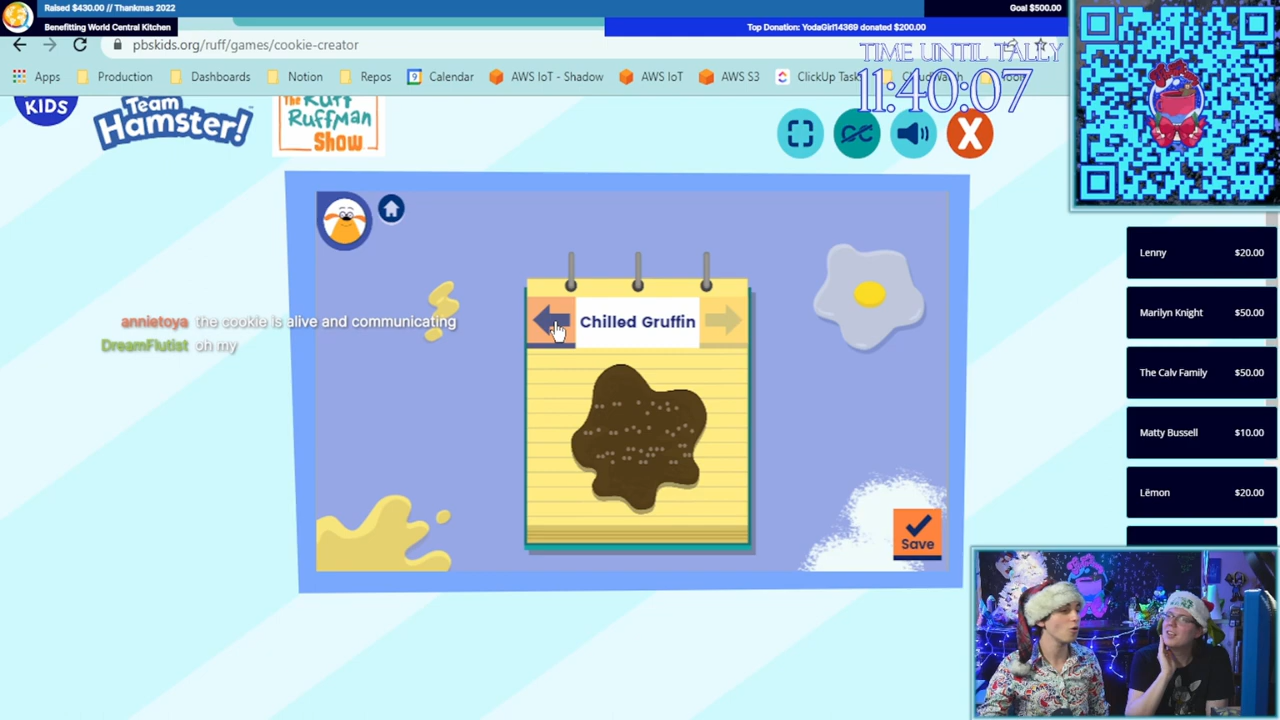 Raised $430.00 // Thankmas 2022
Goal $500.00
Benefitting World Central Kitchen
Top Donation: YodaGirl14369 donated $200.00
pbskids.org/ruff/games/cookie-creator
TIME UNTIL TALLY
11:40:07
Apps
Production
Dashboards
Notion
Repos
9
Calendar
AWS IoT - Shadow
AWS IoT
AWS S3
ClickUp
KIDS
Team
Hamster!
The
Ruff
Ruffman
Show
X
annietoya the cookie is alive and communicating
DreamFlutist oh my
Chilled Gruffin
Save
Lenny $20.00
Marilyn Knight $50.00
The Calv Family $50.00
Matty Bussell $10.00
Lēmon $20.00